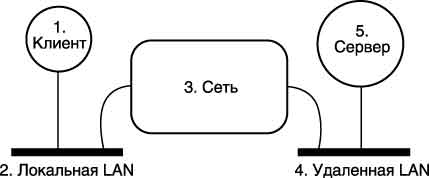 1.
Клиент
3. Сеть
5.
Сервер
2. Локальная LAN
4. Удаленная LAN